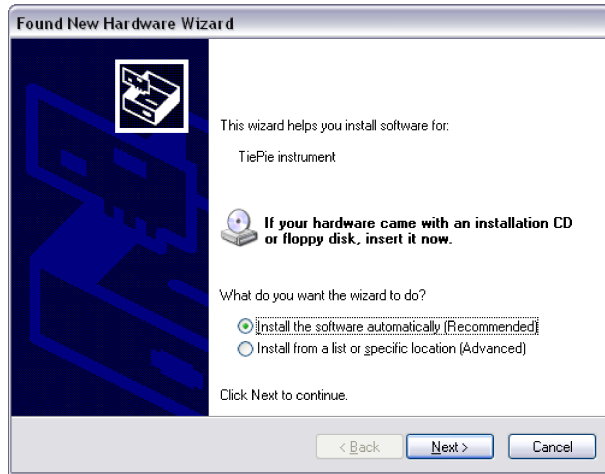 Found New Hardware Wizard
This wizard helps you install software for:
TiePie instrument
If your hardware came with an installation CD
or floppy disk, insert it now.
What do you want the wizard to do?
Install the software automatically (Recommended)
Install from a list or specific location (Advanced)
Click Next to continue.
< Back Next > Cancel